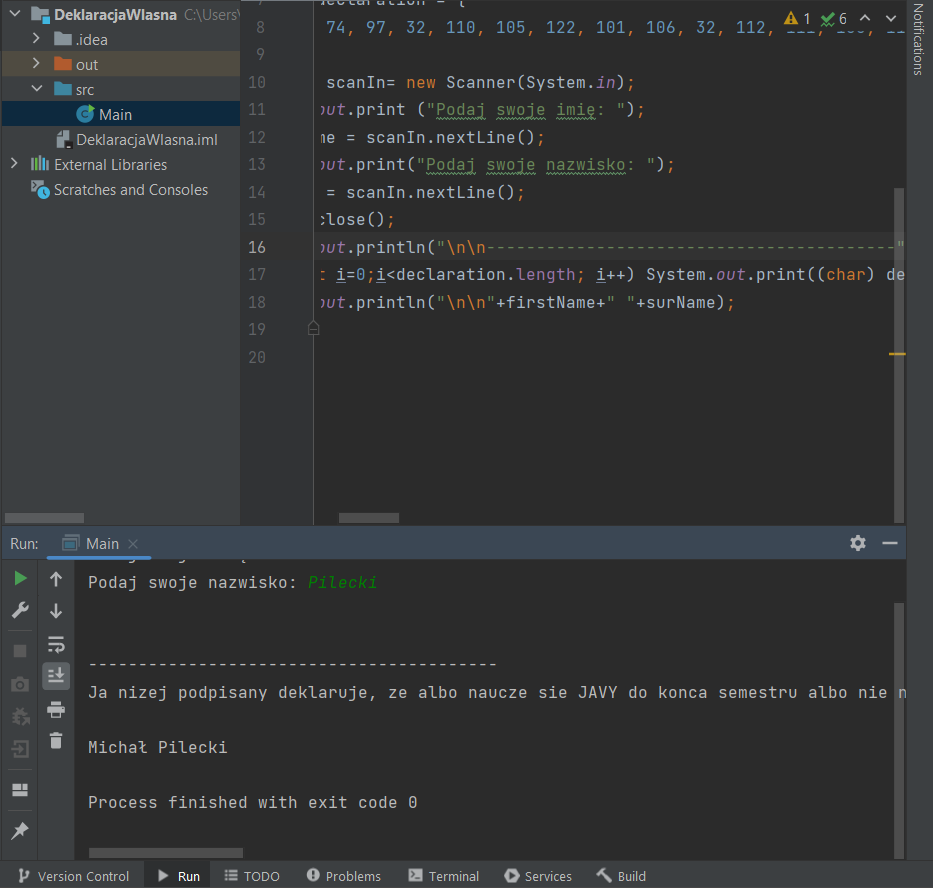 DeklaracjaWlasna C:\Users\
.idea
out
src
Main
DeklaracjaWlasna.iml
External Libraries
Scratches and Consoles
8 74, 97, 32, 110, 105, 122, 101, 106, 32, 112,
1 6
9
10 scanIn= new Scanner(System.in);
11 out.print ("Podaj swoje imię: ");
12 me = scanIn.nextLine();
13 out.print("Podaj swoje nazwisko: ");
14 = scanIn.nextLine();
15 close();
16 out.println("\n\n-----------------------------------------"
17 t i=0;i<declaration.length; i++) System.out.print((char) de
18 out.println("\n\n"+firstName+" "+surName);
19
20
Notifications
Run: Main
Podaj swoje nazwisko: Pilecki
-----------------------------------------
Ja nizej podpisany deklaruje, ze albo naucze sie JAVY do konca semestru albo nie n
Michał Pilecki
Process finished with exit code 0
Version Control Run TODO Problems Terminal Services Build